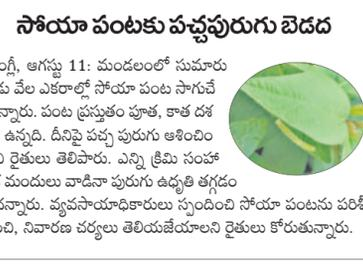 సోయా పంటకు పచ్చపురుగు బెడద
ఆగస్టు 11: మండలంలో సుమారు
వేల ఎకరాల్లో సోయా పంట సాగుచే
న్నారు. పంట ప్రస్తుతం పూత, కాత దశ
ఉన్నది. దీనిపై పచ్చ పురుగు ఆశించిం
రైతులు తెలిపారు. ఎన్ని క్రిమి సంహా
మందులు వాడినా పురుగు ఉధృతి తగ్గడం
దన్నారు. వ్యవసాయాధికారులు స్పందించి సోయా పంటను పరిశీ
చి, నివారణ చర్యలు తెలియజేయాలని రైతులు కోరుతున్నారు.